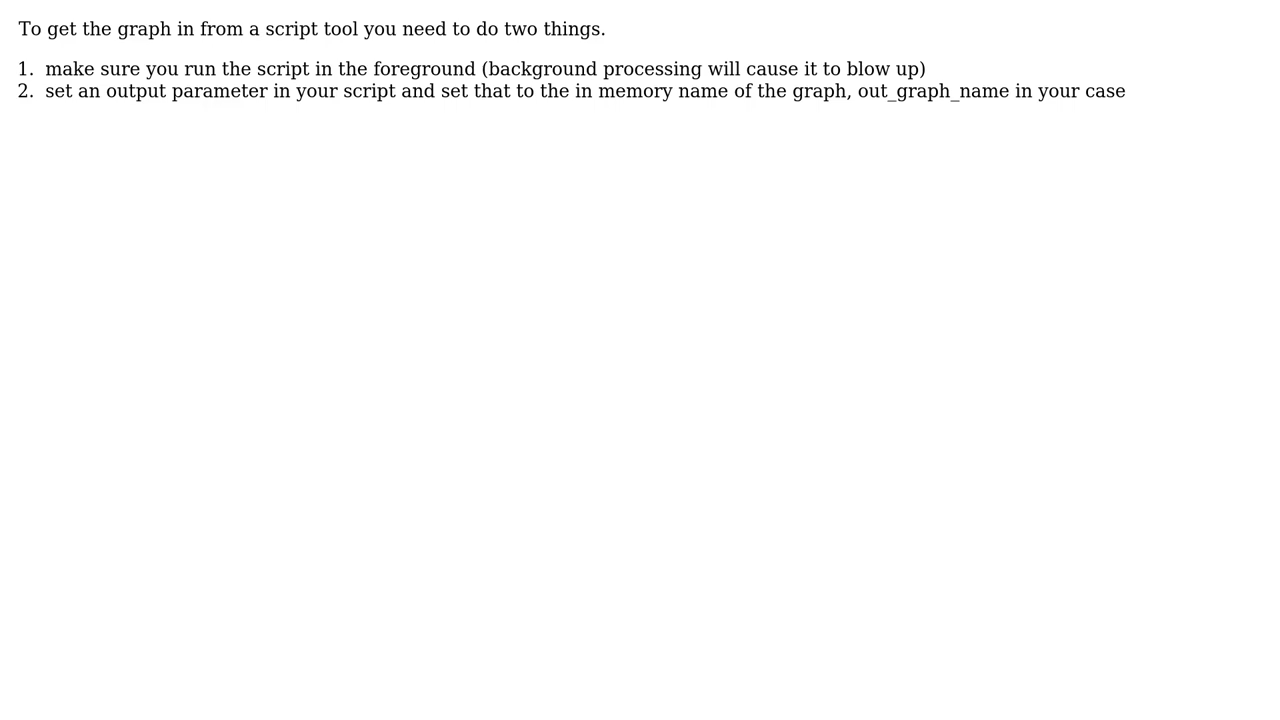 To get the graph in from a script tool you need to do two things.
1. make sure you run the script in the foreground (background processing will cause it to blow up)
2. set an output parameter in your script and set that to the in memory name of the graph, out_graph_name in your case